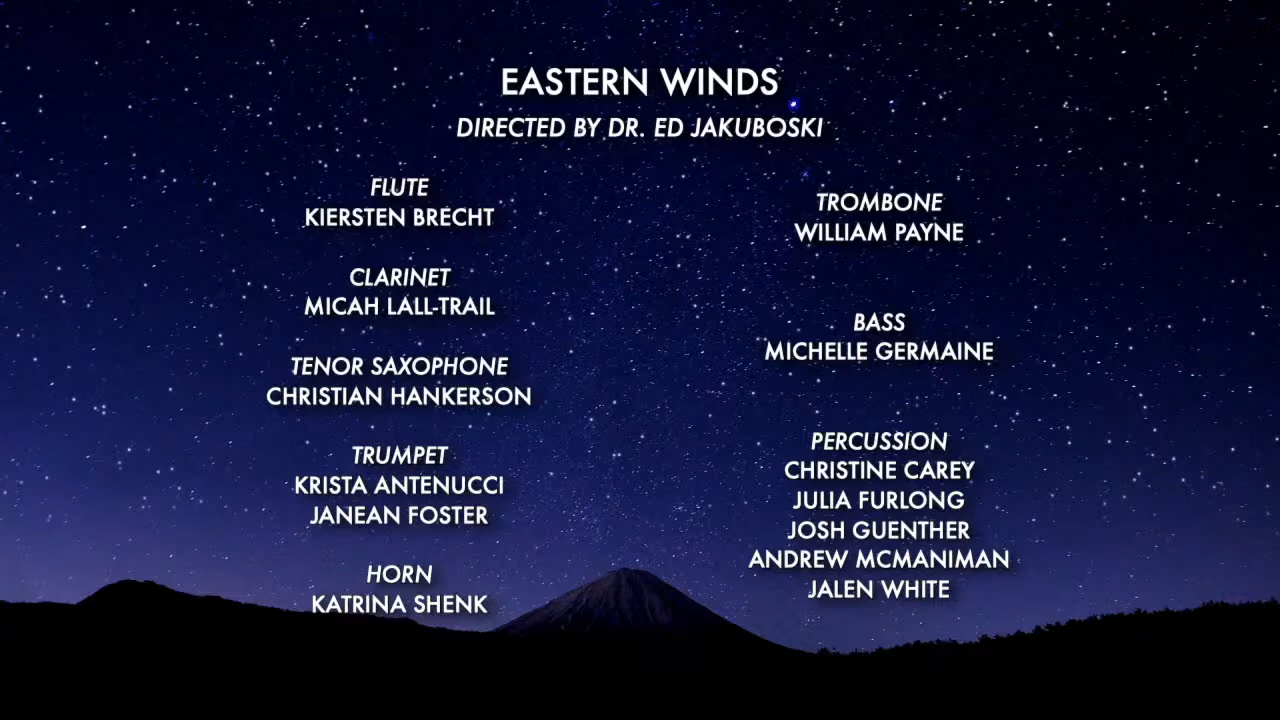 EASTERN WINDS
DIRECTED BY DR. ED JAKUBOSKI
FLUTE
KIERSTEN BRECHT
CLARINET
MICAH LALL-TRAIL
TENOR SAXOPHONE
CHRISTIAN HANKERSON
TRUMPET
KRISTA ANTENUCCI
JANEAN FOSTER
HORN
KATRINA SHENK
TROMBONE
WILLIAM PAYNE
BASS
MICHELLE GERMAINE
PERCUSSION
CHRISTINE CAREY
JULIA FURLONG
JOSH GUENTHER
ANDREW MCMANIMAN
JALEN WHITE